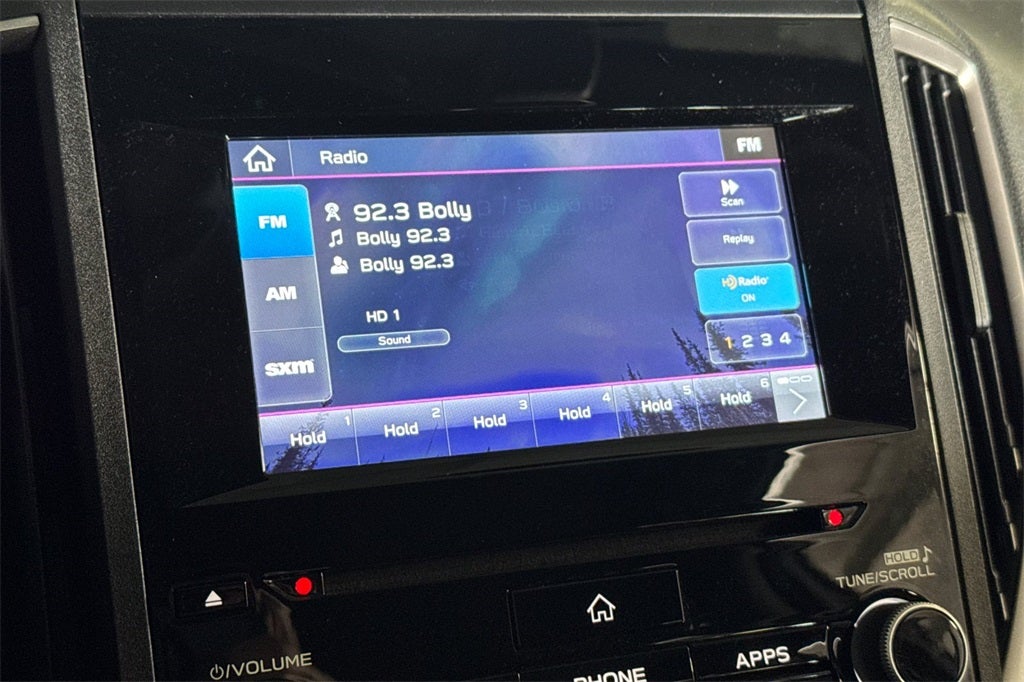 Radio
FM
FM
AM
sxm
92.3 Bolly
Bolly 92.3
Bolly 92.3
HD 1
Sound
Scan
Replay
HD Radio
ON
1 2 3 4
1 Hold
2 Hold
3 Hold
4 Hold
5 Hold
6 Hold
HOLD
TUNE/SCROLL
/VOLUME
PHONE
APPS